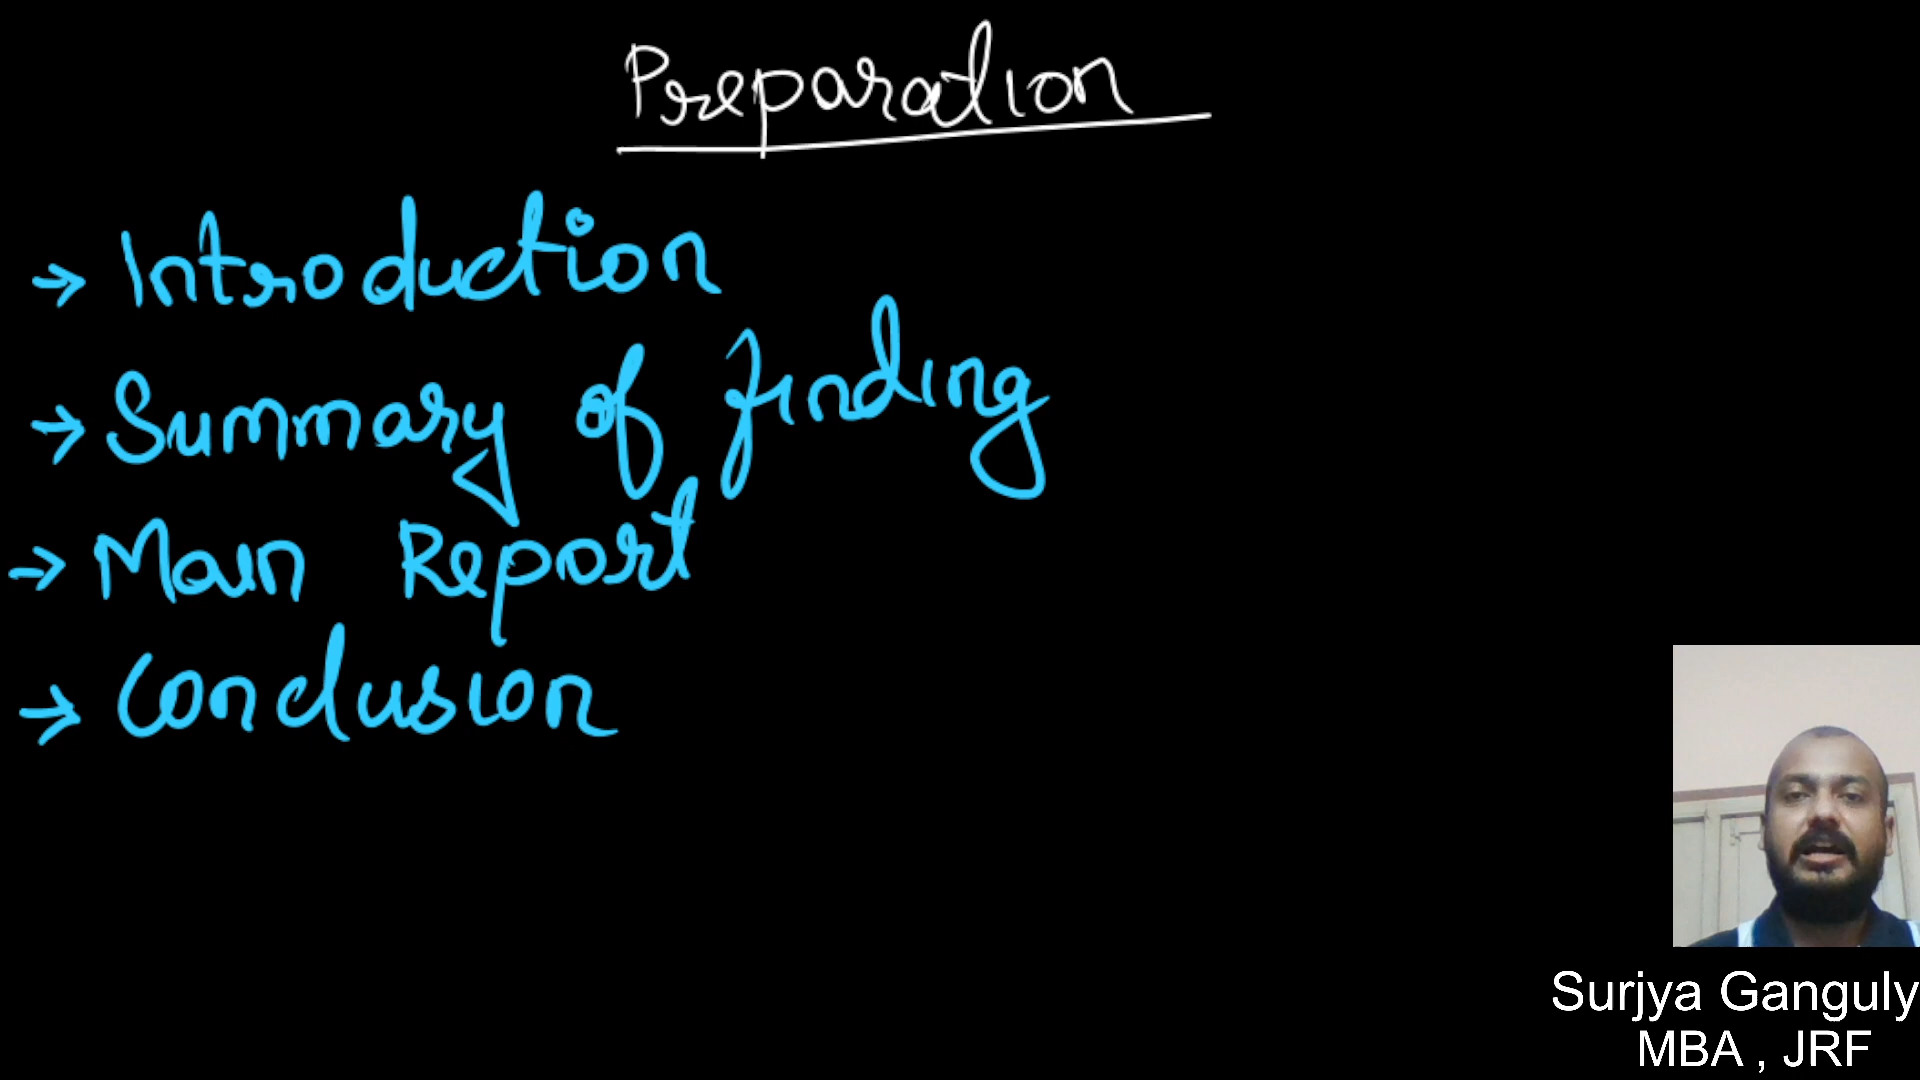 Preparation
→ Introduction
→ Summary of finding
→ Main Report
→ Conclusion
Surjya Ganguly
MBA , JRF